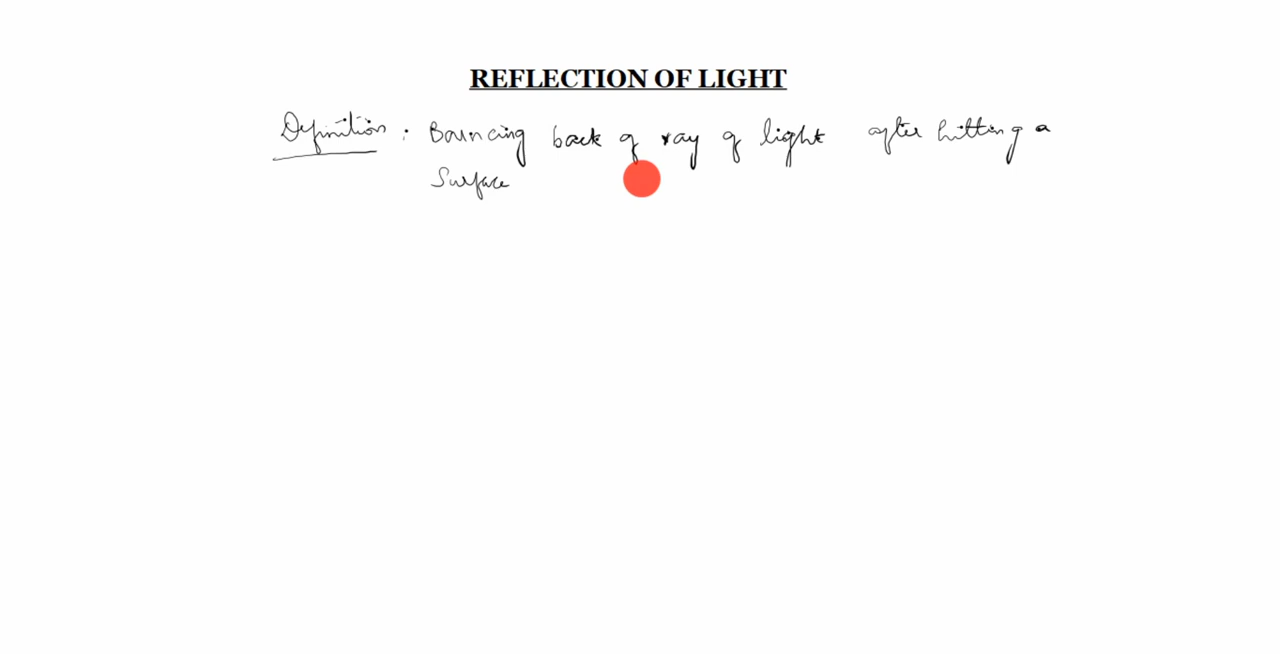 REFLECTION OF LIGHT
Definition : Bouncing back of ray of light after hitting a
Surface